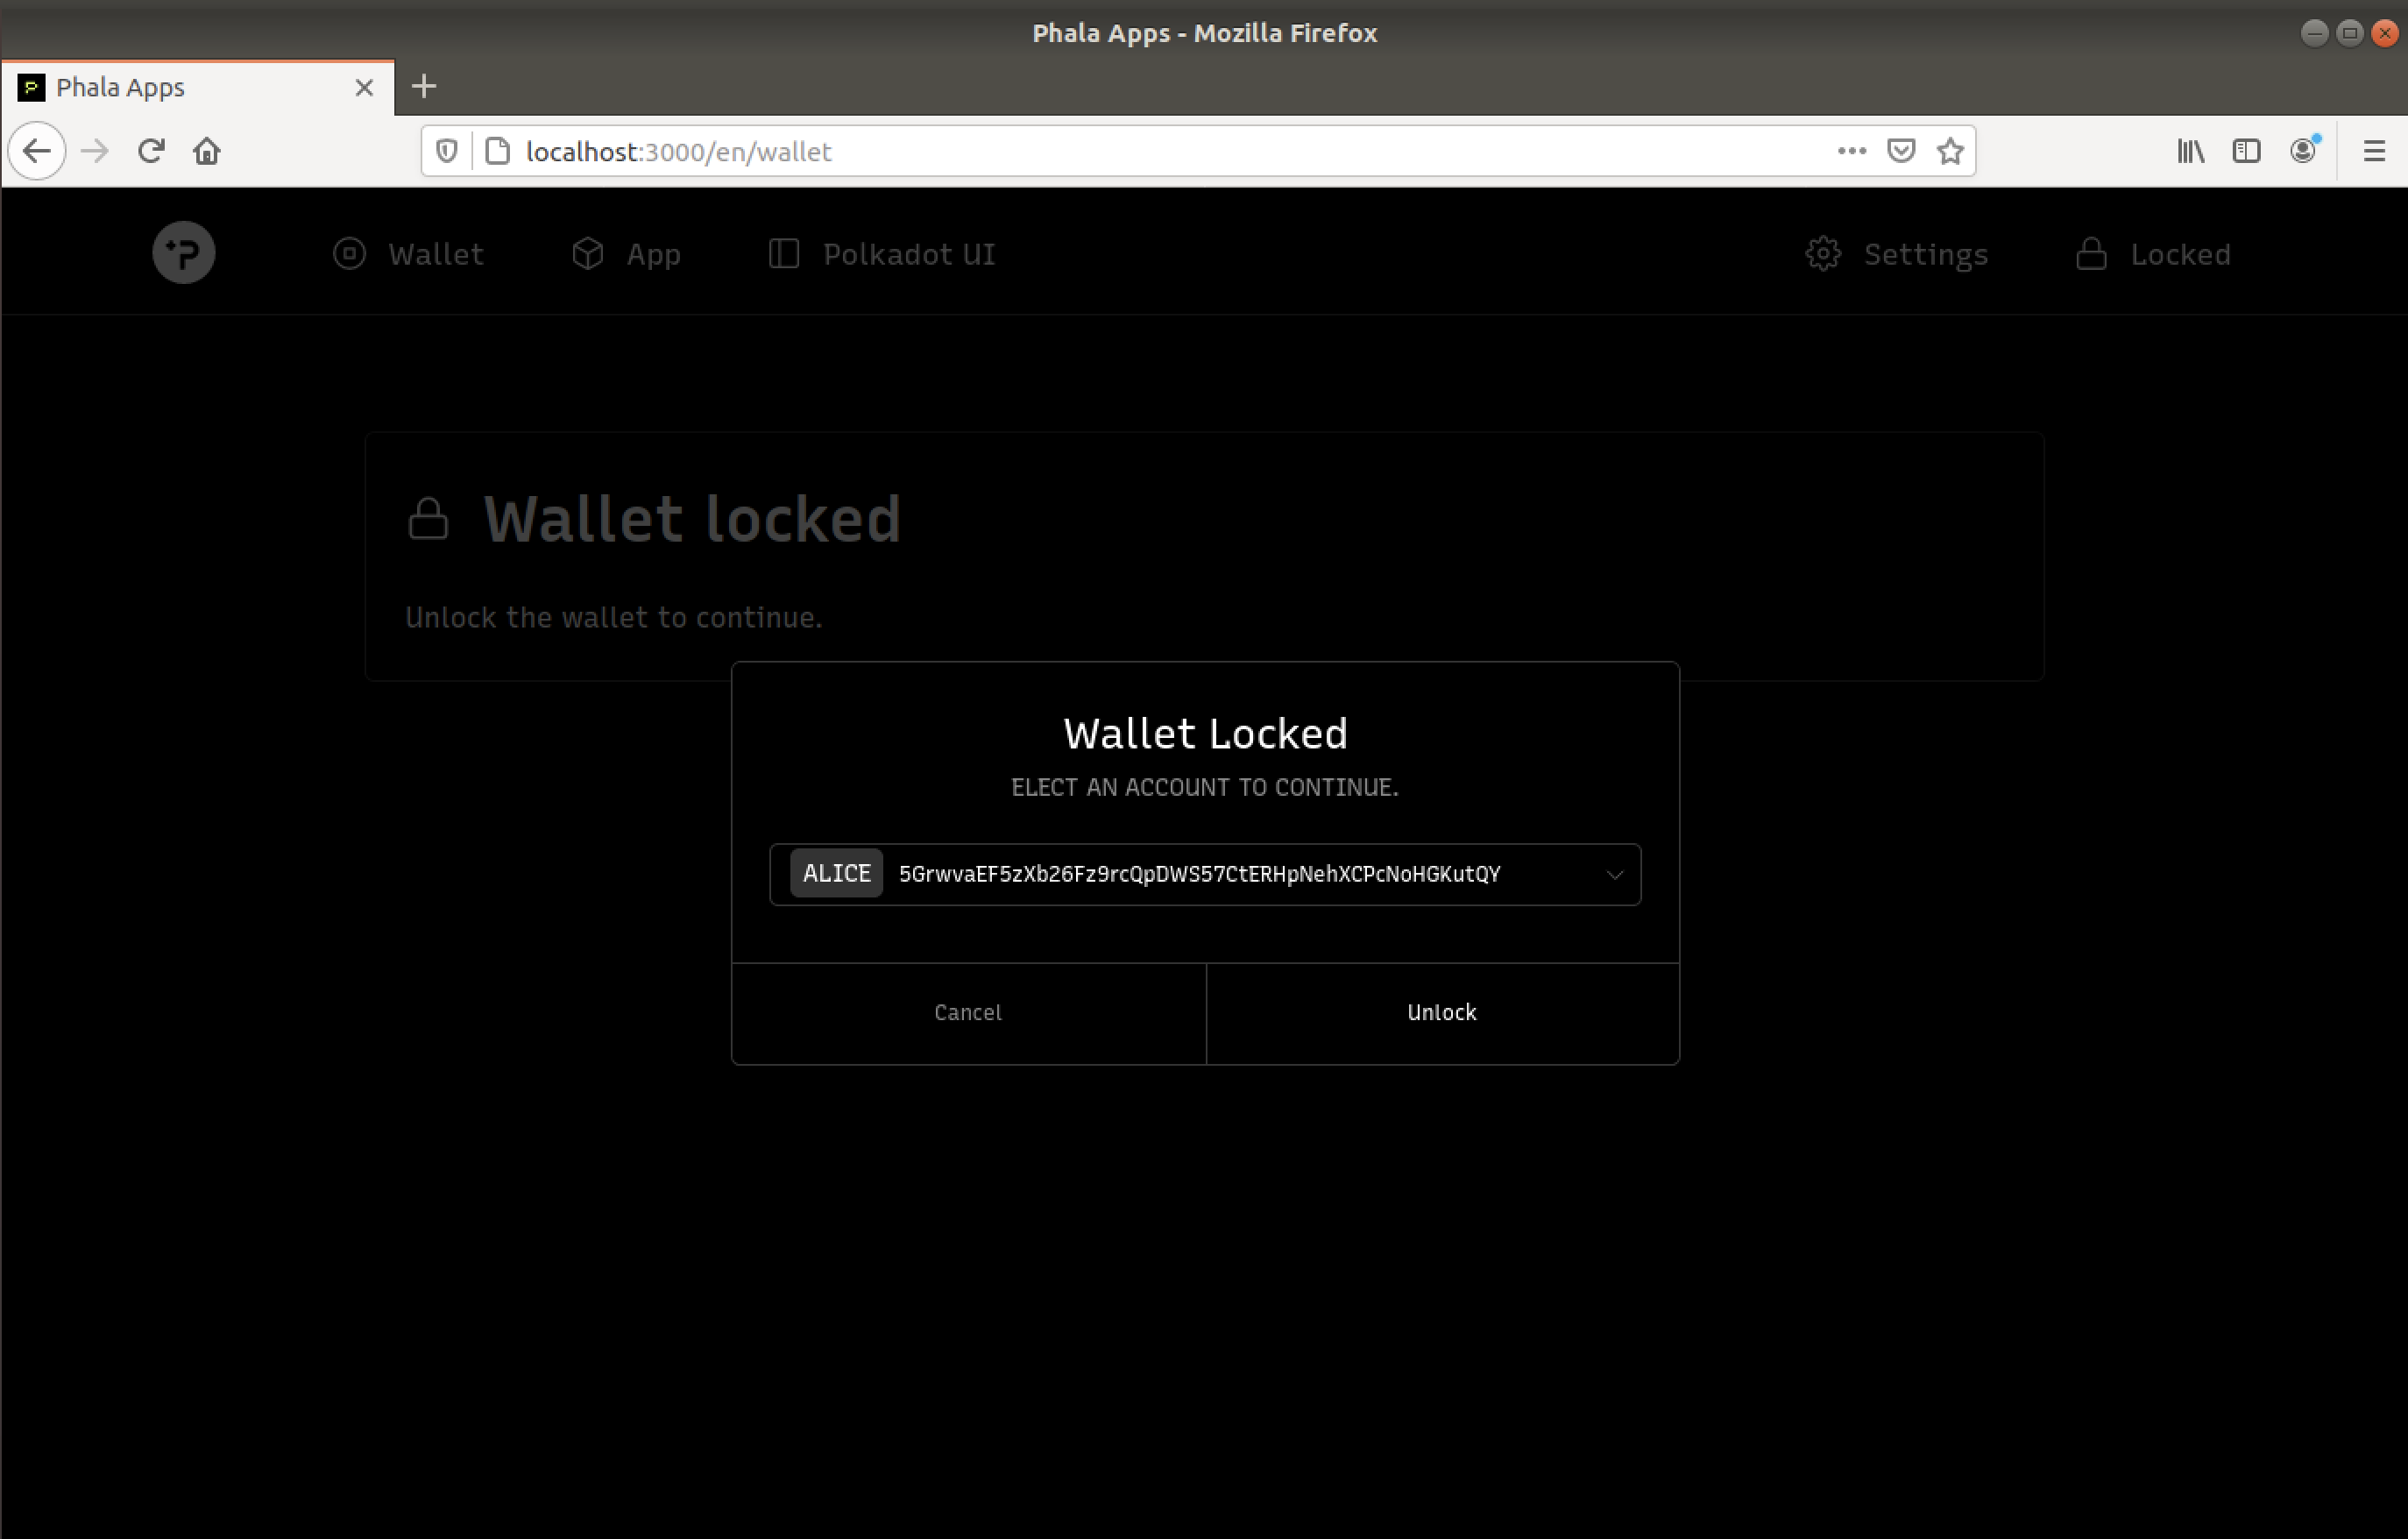 Phala Apps - Mozilla Firefox
Phala Apps
localhost:3000/en/wallet
Wallet App Polkadot UI Settings Locked
Wallet locked
Unlock the wallet to continue.
Wallet Locked
ELECT AN ACCOUNT TO CONTINUE.
ALICE 5GrwvaEF5zXb26Fz9rcQpDWS57CtERHpNehXCPcNoHGKutQY
Cancel Unlock